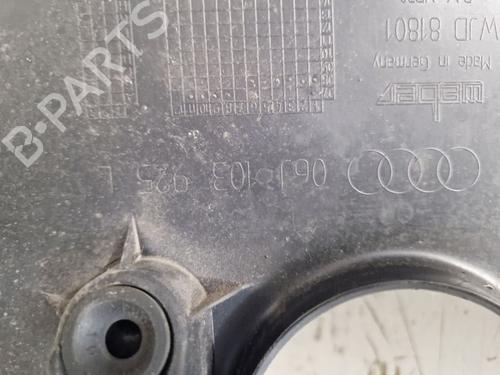 B-PARTS
WJD 81801
Made in Germany
weber
06J 103 925 L